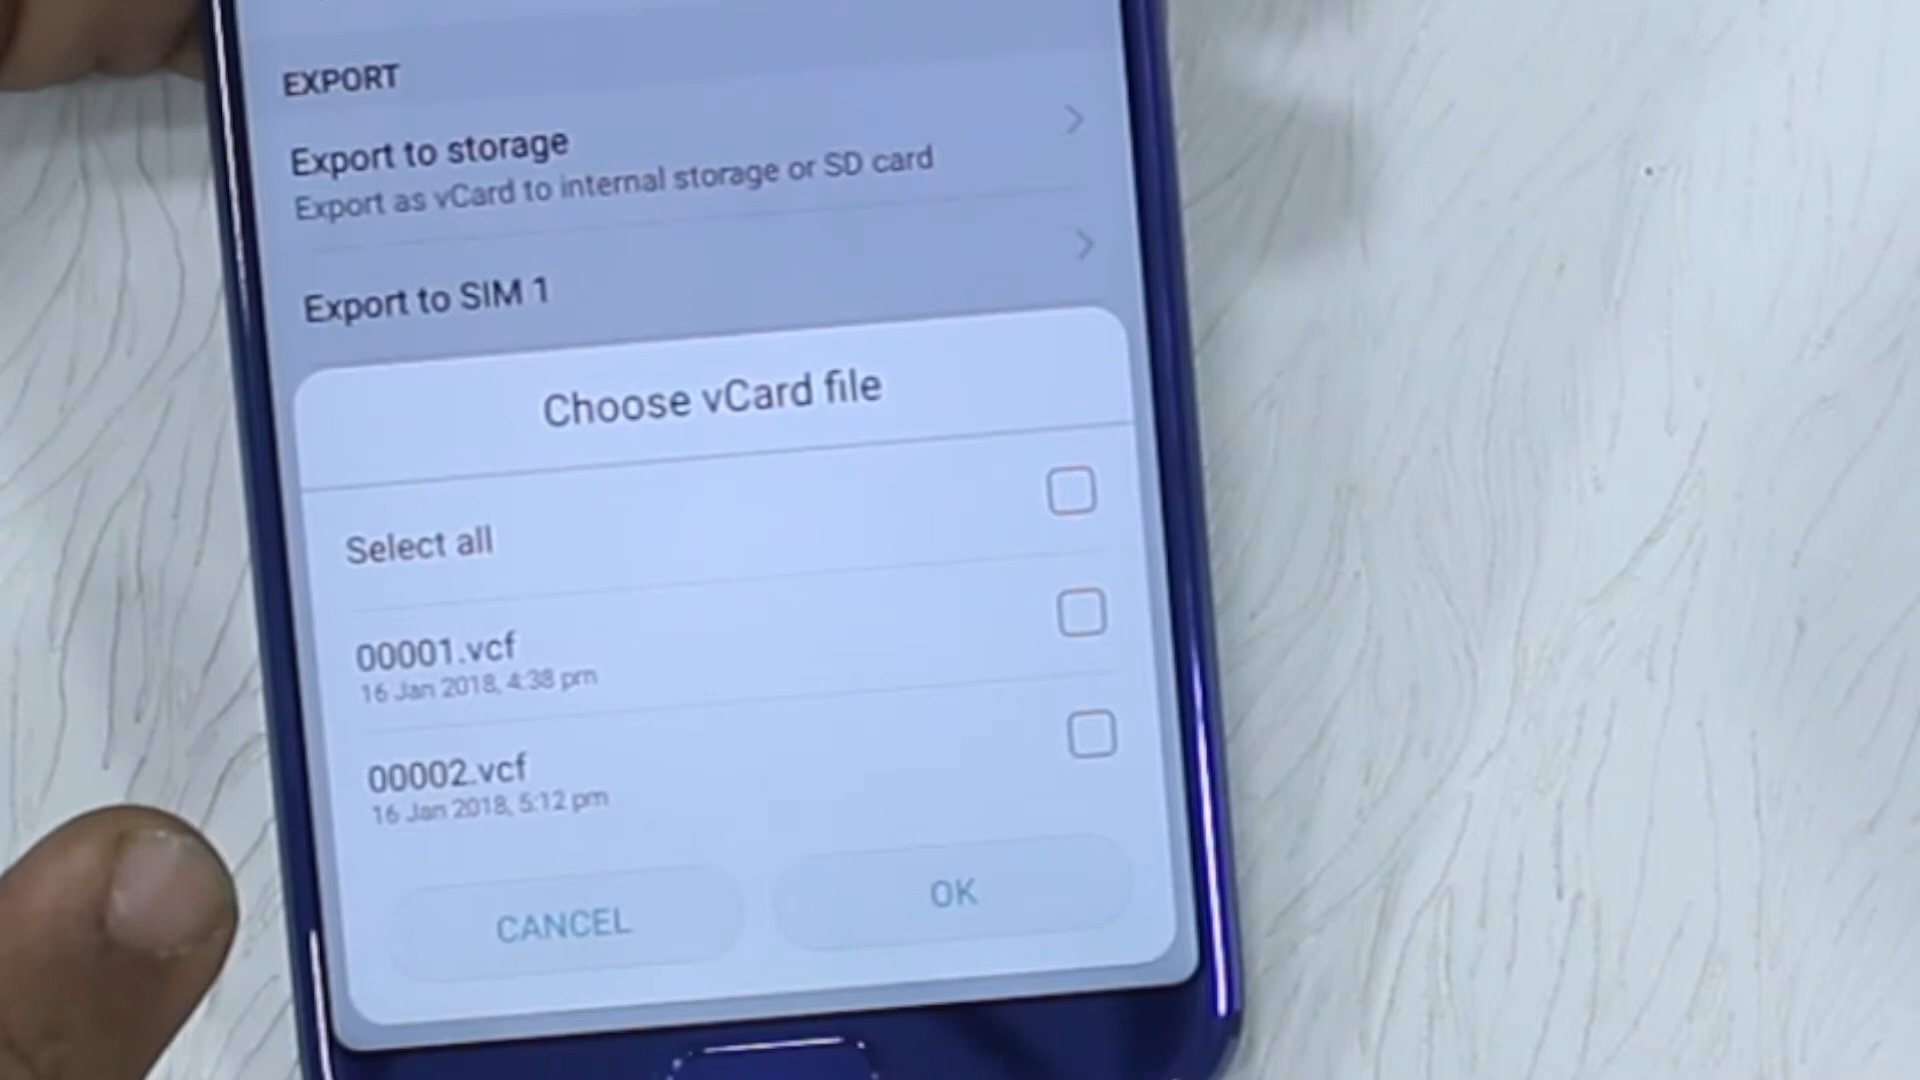 EXPORT
Export to storage
Export as vCard to internal storage or SD card
Export to SIM 1
Choose vCard file
Select all
00001.vcf
16 Jan 2018, 4:38 pm
00002.vcf
16 Jan 2018, 5:12 pm
CANCEL
OK